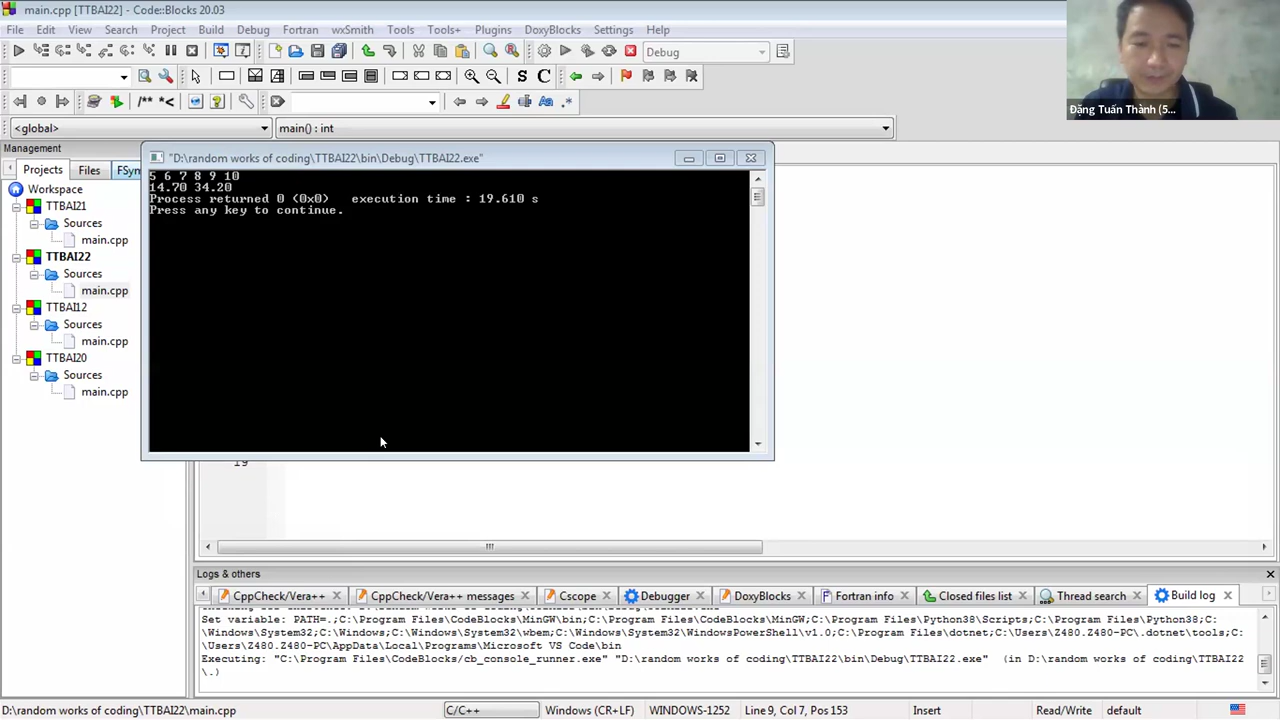 main.cpp [TTBAI22] - Code::Blocks 20.03
File Edit View Search Project Build Debug Fortran wxSmith Tools Tools+ Plugins DoxyBlocks Settings Help
Debug
S C
/** *< Aa .*
<global> main() : int
Management
Projects Files FSym
Workspace
TTBAI21
Sources
main.cpp
TTBAI22
Sources
main.cpp
TTBAI12
Sources
main.cpp
TTBAI20
Sources
main.cpp
"D:\random works of coding\TTBAI22\bin\Debug\TTBAI22.exe"
5 6 7 8 9 10
14.70 34.20
Process returned 0 (0x0) execution time : 19.610 s
Press any key to continue.
19
Đặng Tuấn Thành (5...
Logs & others
CppCheck/Vera++ CppCheck/Vera++ messages Cscope Debugger DoxyBlocks Fortran info Closed files list Thread search Build log
Set variable: PATH=.;C:\Program Files\CodeBlocks\MinGW\bin;C:\Program Files\CodeBlocks\MinGW;C:\Program Files\Python38\Scripts;C:\Program Files\Python38;C:
\Windows\System32;C:\Windows;C:\Windows\System32\wbem;C:\Windows\System32\WindowsPowerShell\v1.0;C:\Program Files\dotnet;C:\Users\Z480.Z480-PC\.dotnet\tools;C:
\Users\Z480.Z480-PC\AppData\Local\Programs\Microsoft VS Code\bin
Executing: "C:\Program Files\CodeBlocks/cb_console_runner.exe" "D:\random works of coding\TTBAI22\bin\Debug\TTBAI22.exe" (in D:\random works of coding\TTBAI22
\.)
D:\random works of coding\TTBAI22\main.cpp C/C++ Windows (CR+LF) WINDOWS-1252 Line 9, Col 7, Pos 153 Insert Read/Write default